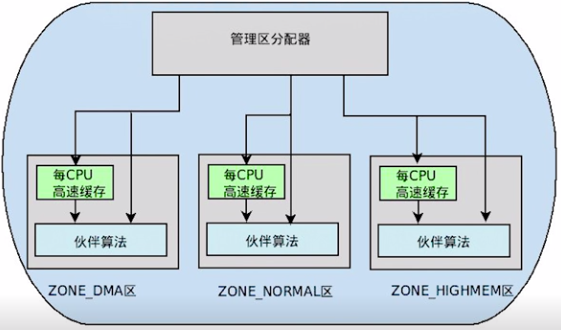 管理区分配器
每CPU
高速缓存
每CPU
高速缓存
每CPU
高速缓存
伙伴算法
伙伴算法
伙伴算法
ZONE_DMA区
ZONE_NORMAL区
ZONE_HIGHMEM区